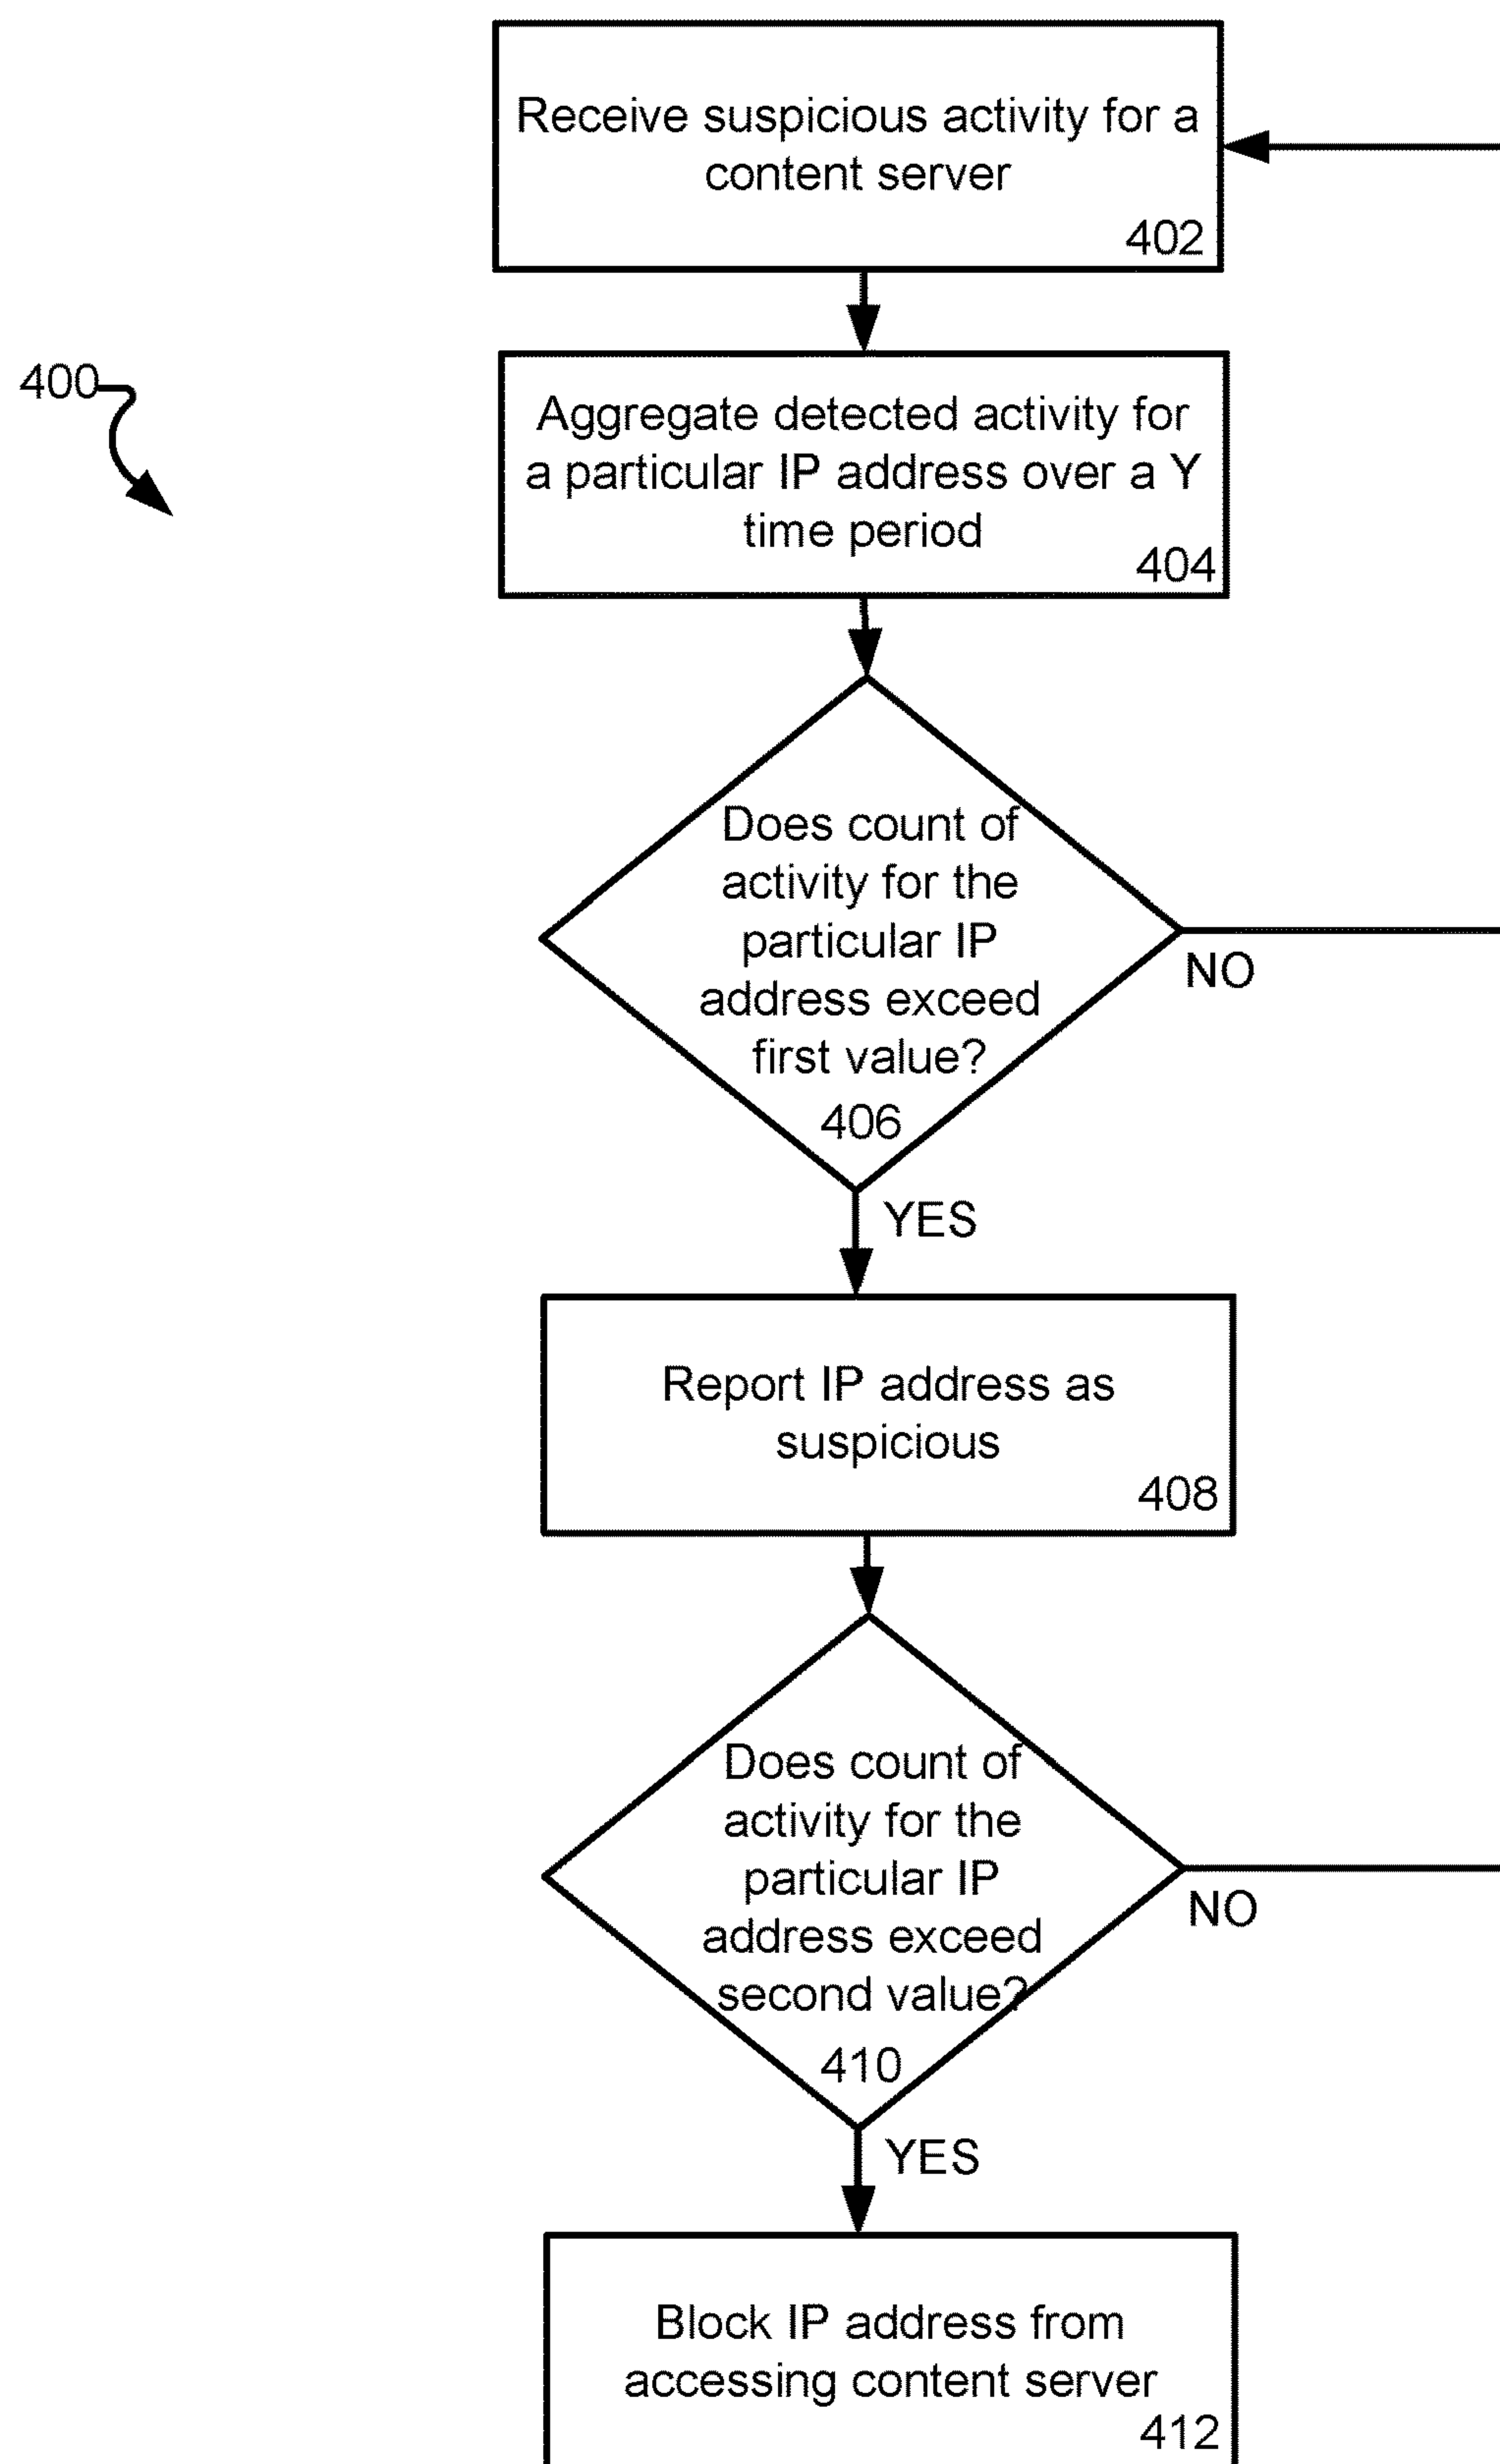 Receive suspicious activity for a
content server
402
400
Aggregate detected activity for
a particular IP address over a Y
time period
404
Does count of
activity for the
particular IP
address exceed
first value?
406
NO
YES
Report IP address as
suspicious
408
Does count of
activity for the
particular IP
address exceed
second value?
410
NO
YES
Block IP address from
accessing content server
412